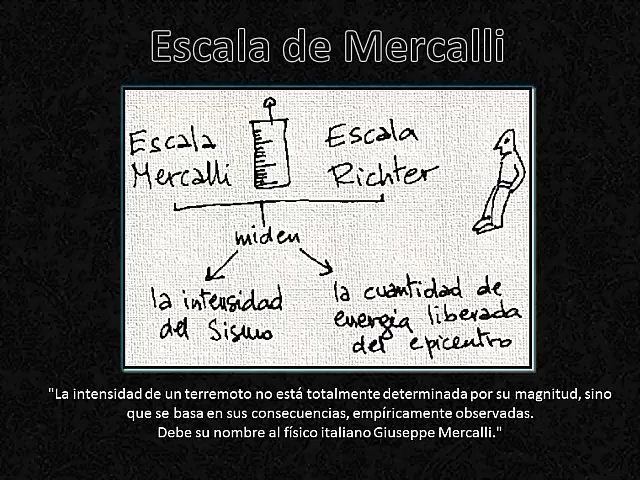 Escala de Mercalli
Escala
Mercalli
Escala
Richter
miden
la intensidad
del Sismo
la cuantidad de
energia liberada
del epicentro
"La intensidad de un terremoto no está totalmente determinada por su magnitud, sino
que se basa en sus consecuencias, empíricamente observadas.
Debe su nombre al físico italiano Giuseppe Mercalli."